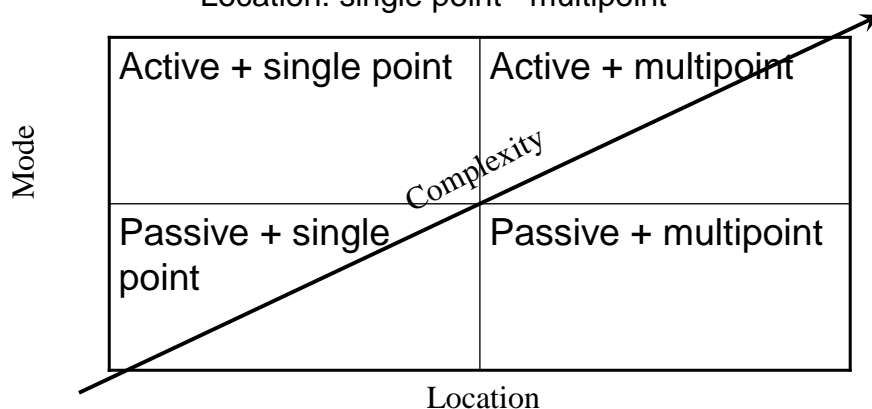 Location: single point - multipoint
Active + single point
Active + multipoint
Mode
Complexity
Passive + single
point
Passive + multipoint
Location